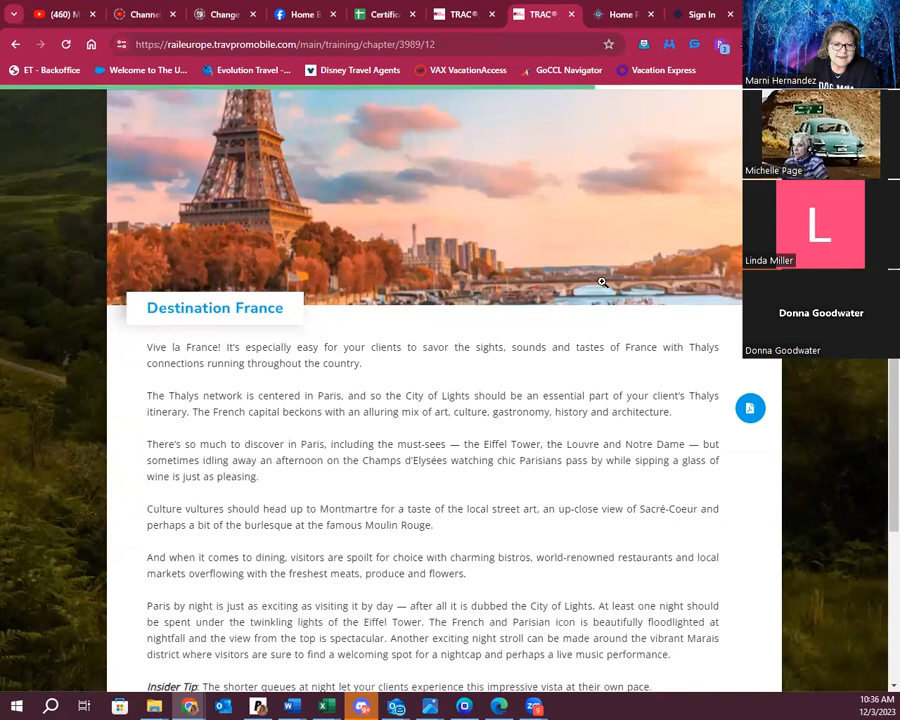 (460) M
Channel
Change
Home B
Certific
TRAC®
TRAC®
Home P
Sign In
https://raileurope.travpromobile.com/main/training/chapter/3989/12
3
ET - Backoffice
Welcome to The U...
Evolution Travel -...
Disney Travel Agents
VAX VacationAccess
GoCCL Navigator
Vacation Express
Marni Hernandez
Michelle Page
L
Linda Miller
Donna Goodwater
Donna Goodwater
Destination France
Vive la France! It's especially easy for your clients to savor the sights, sounds and tastes of France with Thalys
connections running throughout the country.
The Thalys network is centered in Paris, and so the City of Lights should be an essential part of your client's Thalys
itinerary. The French capital beckons with an alluring mix of art, culture, gastronomy, history and architecture.
There's so much to discover in Paris, including the must-sees — the Eiffel Tower, the Louvre and Notre Dame — but
sometimes idling away an afternoon on the Champs d'Elysées watching chic Parisians pass by while sipping a glass of
wine is just as pleasing.
Culture vultures should head up to Montmartre for a taste of the local street art, an up-close view of Sacré-Coeur and
perhaps a bit of the burlesque at the famous Moulin Rouge.
And when it comes to dining, visitors are spoilt for choice with charming bistros, world-renowned restaurants and local
markets overflowing with the freshest meats, produce and flowers.
Paris by night is just as exciting as visiting it by day — after all it is dubbed the City of Lights. At least one night should
be spent under the twinkling lights of the Eiffel Tower. The French and Parisian icon is beautifully floodlighted at
nightfall and the view from the top is spectacular. Another exciting night stroll can be made around the vibrant Marais
district where visitors are sure to find a welcoming spot for a nightcap and perhaps a live music performance.
Insider Tip: The shorter queues at night let your clients experience this impressive vista at their own pace.
10:36 AM
12/3/2023